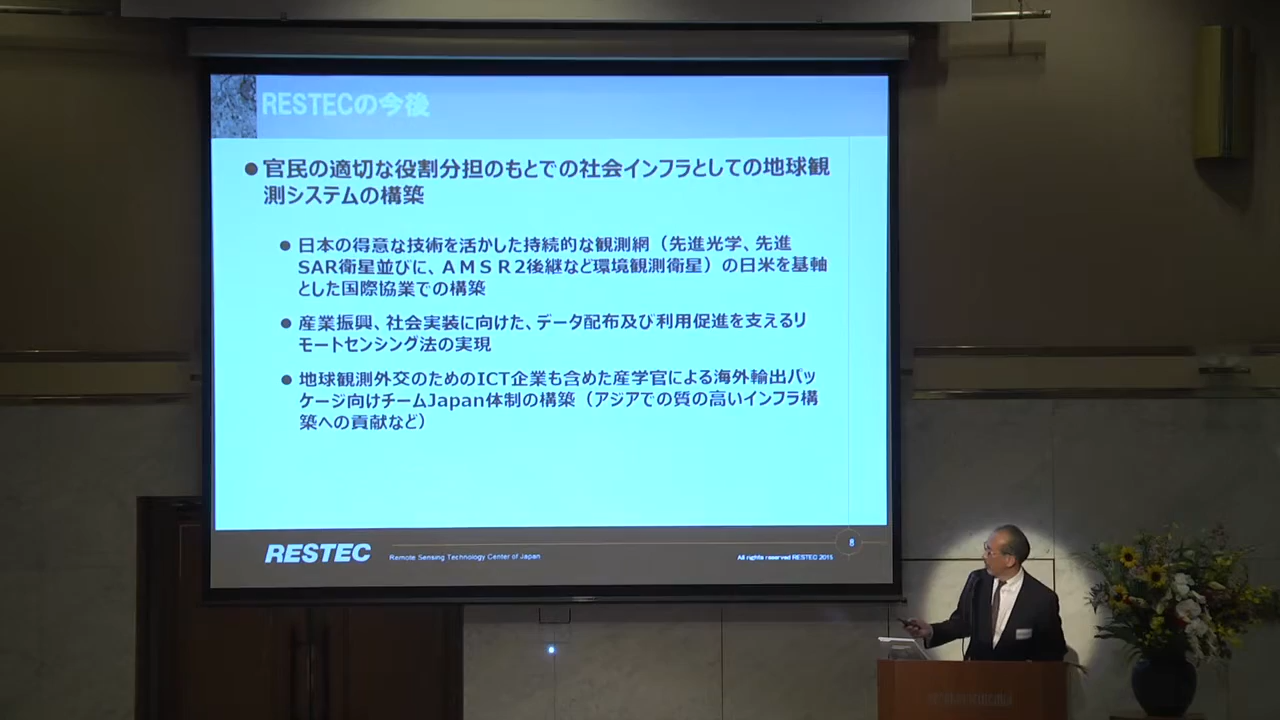 RESTECの今後
●官民の適切な役割分担のもとでの社会インフラとしての地球観
測システムの構築
●日本の得意な技術を活かした持続的な観測網（先進光学、先進
SAR衛星並びに、ＡＭＳＲ２後継など環境観測衛星）の日米を基軸
とした国際協業での構築
●産業振興、社会実装に向けた、データ配布及び利用促進を支えるリ
モートセンシング法の実現
●地球観測外交のためのICT企業も含めた産学官による海外輸出パッ
ケージ向けチームJapan体制の構築（アジアでの質の高いインフラ構
築への貢献など）
RESTEC Remote Sensing Technology Center of Japan All rights reserved RESTEC 2015 8